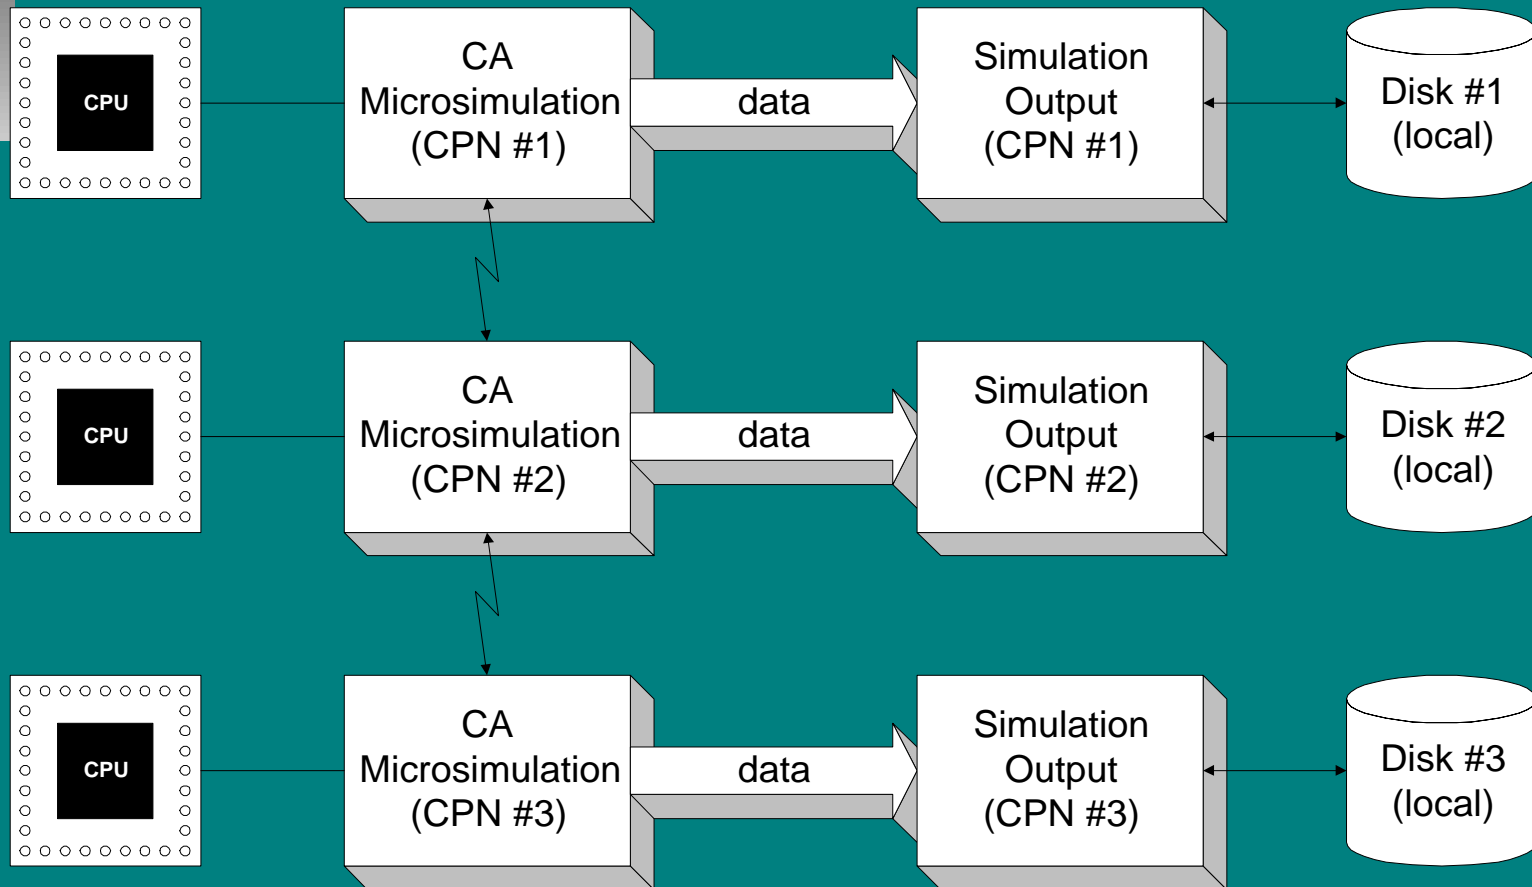 CPU
CA
Microsimulation
(CPN #1)
data
Simulation
Output
(CPN #1)
Disk #1
(local)
CPU
CA
Microsimulation
(CPN #2)
data
Simulation
Output
(CPN #2)
Disk #2
(local)
CPU
CA
Microsimulation
(CPN #3)
data
Simulation
Output
(CPN #3)
Disk #3
(local)